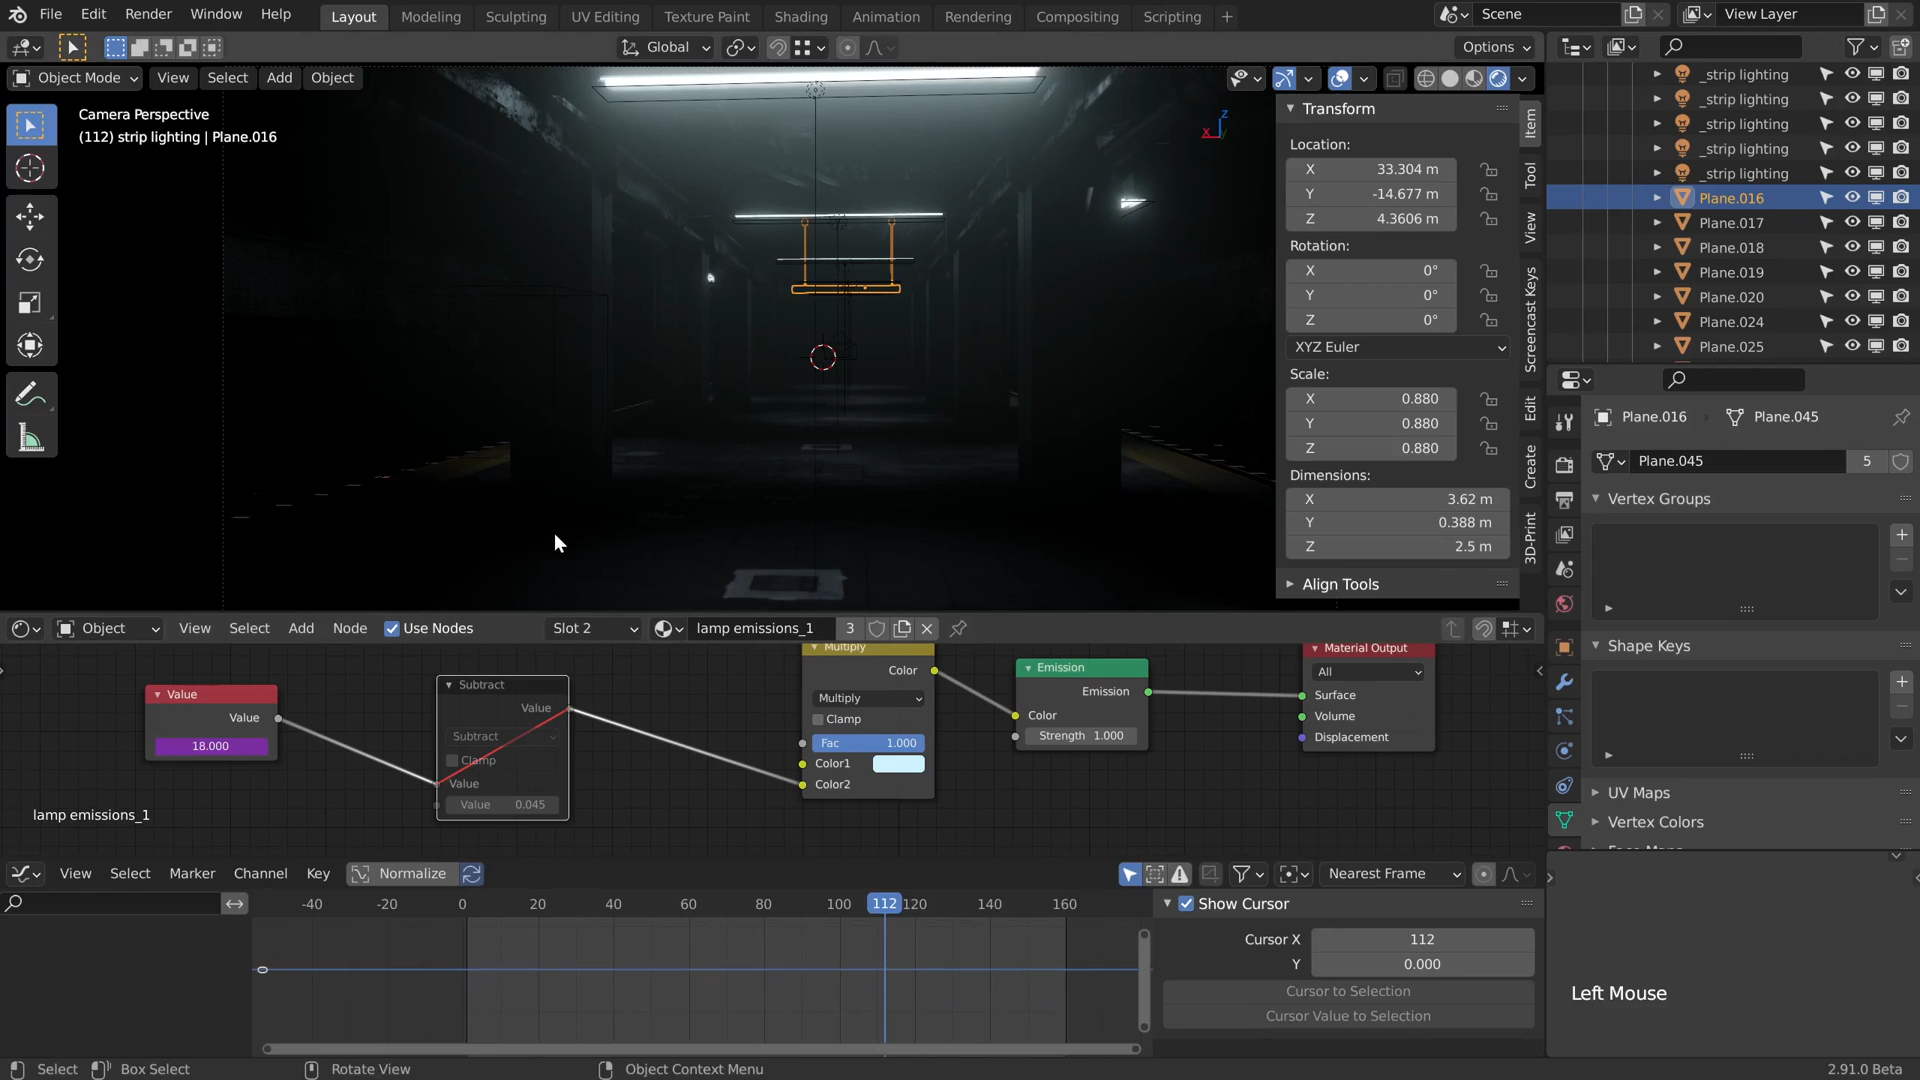 File Edit Render Window Help Layout Modeling Sculpting UV Editing Texture Paint Shading Animation Rendering Compositing Scripting + Scene View Layer
Global Options
Object Mode View Select Add Object
Camera Perspective
(112) strip lighting | Plane.016
Z
X
Y
Transform
Location:
X 33.304 m
Y -14.677 m
Z 4.3606 m
Rotation:
X 0°
Y 0°
Z 0°
XYZ Euler
Scale:
X 0.880
Y 0.880
Z 0.880
Dimensions:
X 3.62 m
Y 0.388 m
Z 2.5 m
Align Tools
Item
Tool
View
Screencast Keys
Edit
Create
3D-Print
_strip lighting
_strip lighting
_strip lighting
_strip lighting
_strip lighting
Plane.016
Plane.017
Plane.018
Plane.019
Plane.020
Plane.024
Plane.025
Plane.016 Plane.045
Plane.045 5
Vertex Groups
Shape Keys
UV Maps
Vertex Colors
Object View Select Add Node Use Nodes Slot 2 lamp emissions_1 3
Value
Value
18.000
Subtract
Value
Subtract
Clamp
Value
Value 0.045
Multiply
Color
Multiply
Clamp
Fac 1.000
Color1
Color2
Emission
Emission
Color
Strength 1.000
Material Output
All
Surface
Volume
Displacement
lamp emissions_1
View Select Marker Channel Key Normalize Nearest Frame
-40 -20 0 20 40 60 80 100 112 120 140 160
Show Cursor
Cursor X 112
Y 0.000
Cursor to Selection
Cursor Value to Selection
Left Mouse
Select Box Select Rotate View Object Context Menu 2.91.0 Beta